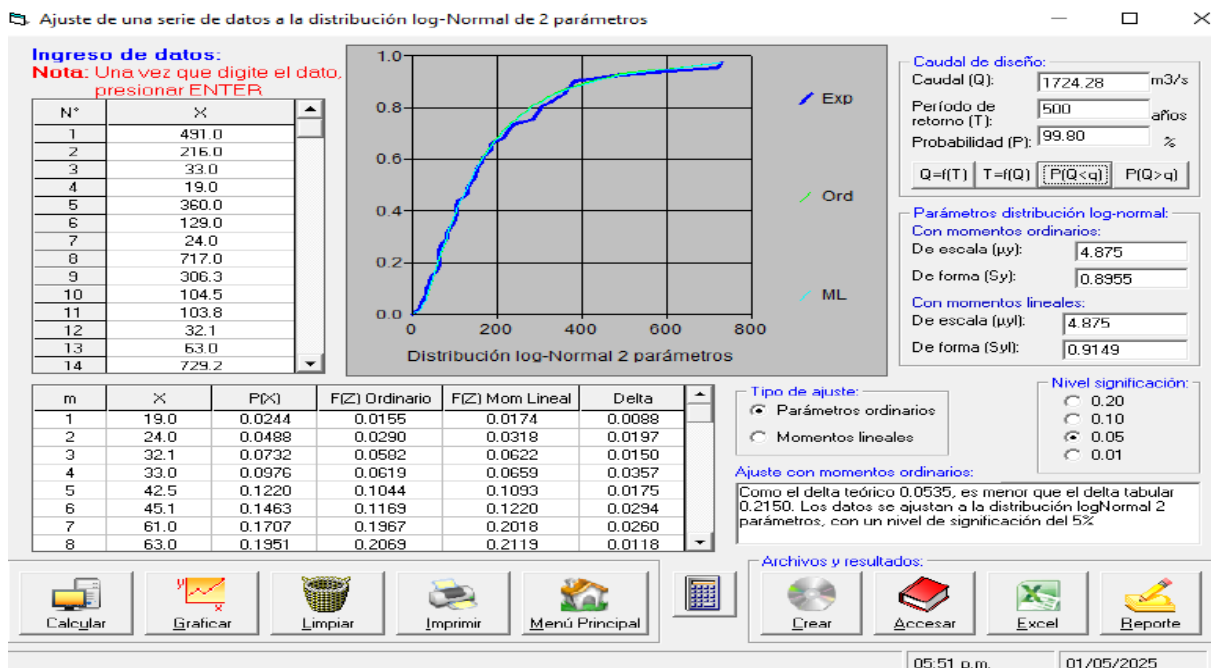 Ajuste de una serie de datos a la distribución log-Normal de 2 parámetros
Ingreso de datos:
Nota: Una vez que digite el dato,
presionar ENTER
N° X
1 491.0
2 216.0
3 33.0
4 19.0
5 360.0
6 129.0
7 24.0
8 717.0
9 306.3
10 104.5
11 103.8
12 32.1
13 63.0
14 729.2
1.0
0.8
0.6
0.4
0.2
0.0
0 200 400 600 800
Distribución log-Normal 2 parámetros
Exp
Ord
ML
Caudal de diseño:
Caudal (Q): 1724.28 m3/s
Período de
retorno (T): 500 años
Probabilidad (P): 99.80 %
Q=f(T) T=f(Q) P(Q<q) P(Q>q)
Parámetros distribución log-normal:
Con momentos ordinarios:
De escala (µy): 4.875
De forma (Sy): 0.8955
Con momentos lineales:
De escala (µyl): 4.875
De forma (Syl): 0.9149
m X P(X) F(Z) Ordinario F(Z) Mom Lineal Delta
1 19.0 0.0244 0.0155 0.0174 0.0088
2 24.0 0.0488 0.0290 0.0318 0.0197
3 32.1 0.0732 0.0582 0.0622 0.0150
4 33.0 0.0976 0.0619 0.0659 0.0357
5 42.5 0.1220 0.1044 0.1093 0.0175
6 45.1 0.1463 0.1169 0.1220 0.0294
7 61.0 0.1707 0.1967 0.2018 0.0260
8 63.0 0.1951 0.2069 0.2119 0.0118
Tipo de ajuste:
Parámetros ordinarios
Momentos lineales
Nivel significación:
0.20
0.10
0.05
0.01
Ajuste con momentos ordinarios:
Como el delta teórico 0.0535, es menor que el delta tabular
0.2150. Los datos se ajustan a la distribución logNormal 2
parámetros, con un nivel de significación del 5%
Calcular Graficar Limpiar Imprimir Menú Principal
Archivos y resultados:
Crear Accesar Excel Reporte
05:51 p.m. 01/05/2025